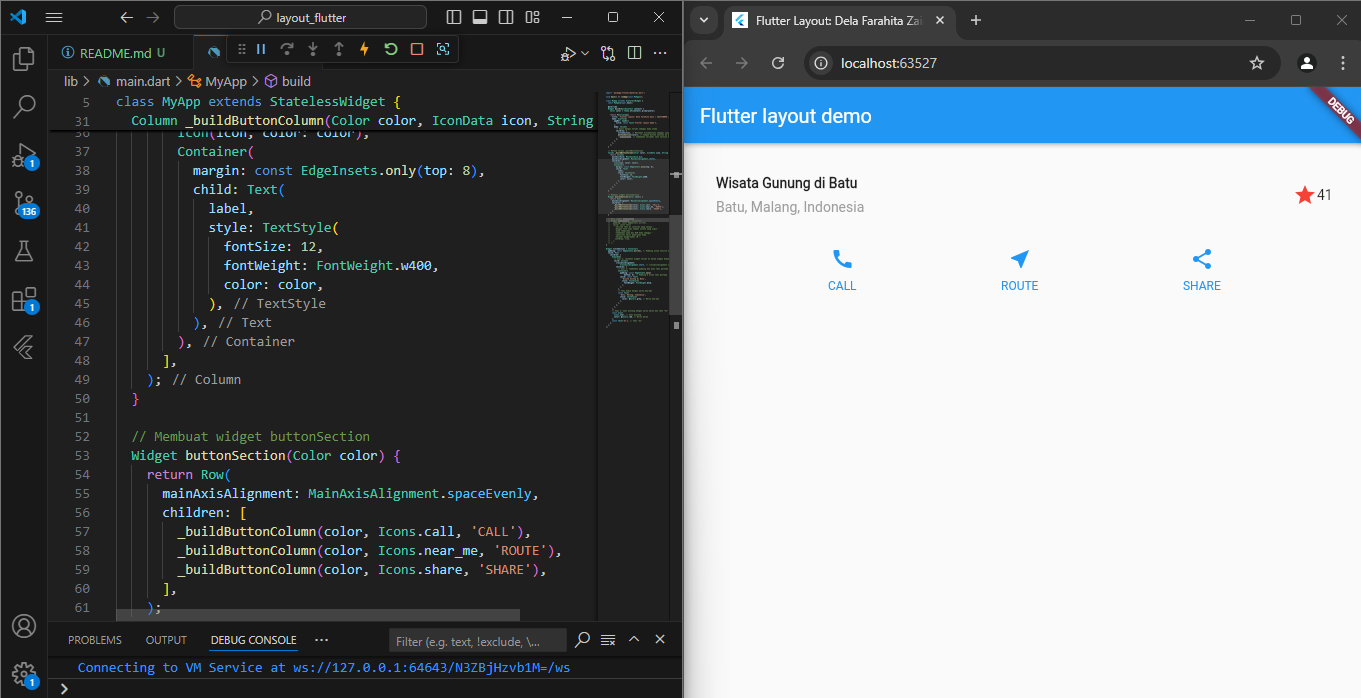 layout_flutter
README.md U
lib > main.dart > MyApp > build
5 class MyApp extends StatelessWidget {
31 Column _buildButtonColumn(Color color, IconData icon, String
36 Icon(icon, color: color),
37 Container(
38 margin: const EdgeInsets.only(top: 8),
39 child: Text(
40 label,
41 style: TextStyle(
42 fontSize: 12,
43 fontWeight: FontWeight.w400,
44 color: color,
45 ), // TextStyle
46 ), // Text
47 ), // Container
48 ],
49 ); // Column
50 }
51
52 // Membuat widget buttonSection
53 Widget buttonSection(Color color) {
54 return Row(
55 mainAxisAlignment: MainAxisAlignment.spaceEvenly,
56 children: [
57 _buildButtonColumn(color, Icons.call, 'CALL'),
58 _buildButtonColumn(color, Icons.near_me, 'ROUTE'),
59 _buildButtonColumn(color, Icons.share, 'SHARE'),
60 ],
61 );
1
136
1
1
PROBLEMS OUTPUT DEBUG CONSOLE ···
Filter (e.g. text, !exclude, \...
Connecting to VM Service at ws://127.0.0.1:64643/N3ZBjHzvb1M=/ws
>
Flutter Layout: Dela Farahita Zai
localhost:63527
Flutter layout demo
DEBUG
Wisata Gunung di Batu
Batu, Malang, Indonesia
41
CALL ROUTE SHARE